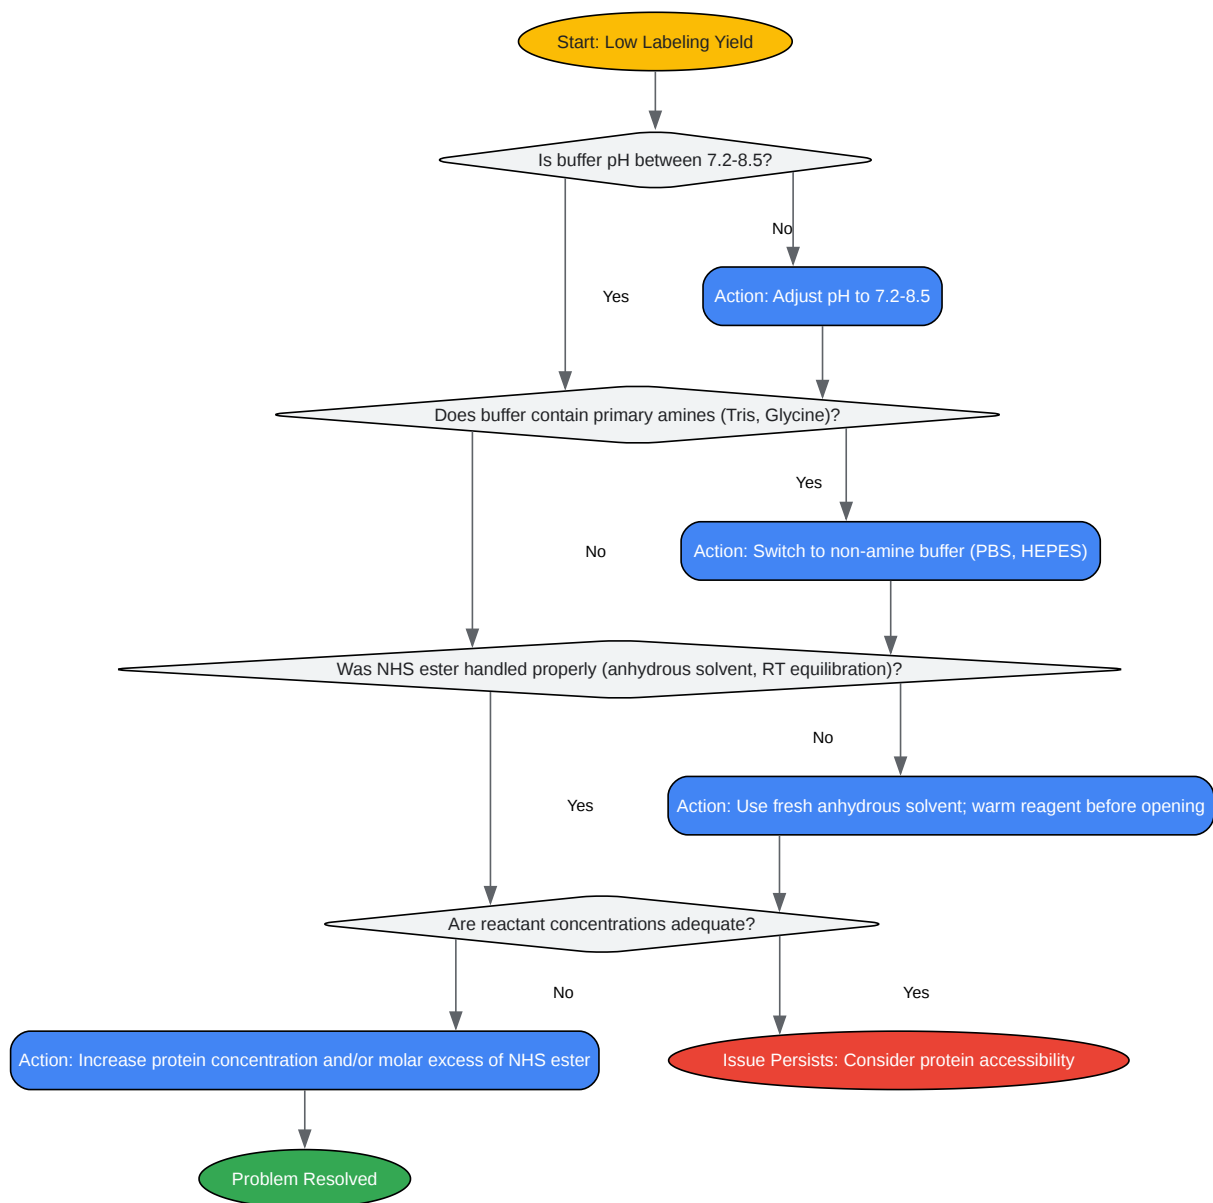 Start: Low Labeling Yield
Is buffer pH between 7.2-8.5?
No
Yes
Action: Adjust pH to 7.2-8.5
Does buffer contain primary amines (Tris, Glycine)?
Yes
No
Action: Switch to non-amine buffer (PBS, HEPES)
Was NHS ester handled properly (anhydrous solvent, RT equilibration)?
No
Yes
Action: Use fresh anhydrous solvent; warm reagent before opening
Are reactant concentrations adequate?
No
Yes
Action: Increase protein concentration and/or molar excess of NHS ester
Issue Persists: Consider protein accessibility
Problem Resolved